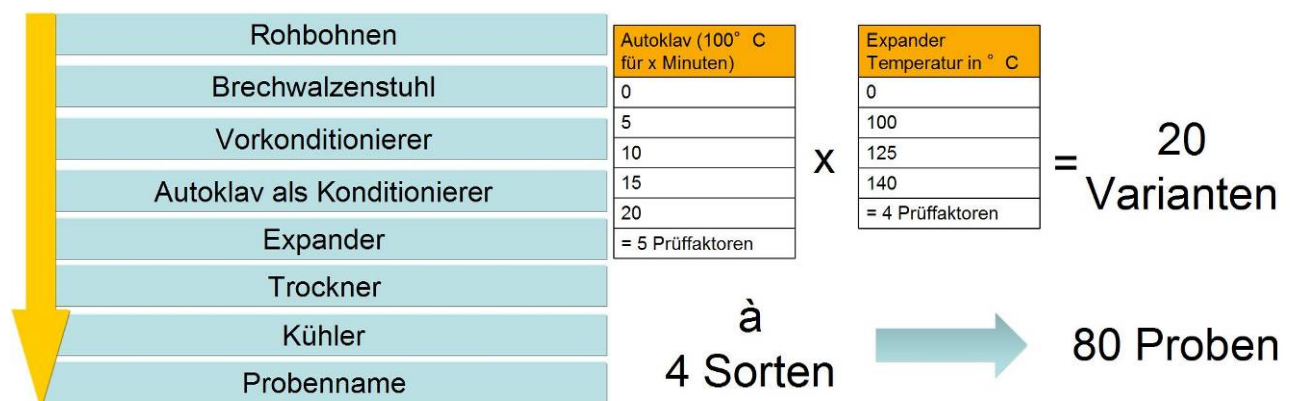 Rohbohnen
Brechwalzenstuhl
Vorkonditionierer
Autoklav als Konditionierer
Expander
Trockner
Kühler
Probenname
Autoklav (100° C
für x Minuten)
0
5
10
15
20
= 5 Prüffaktoren
x
Expander
Temperatur in ° C
0
100
125
140
= 4 Prüffaktoren
= 20
Varianten
à
4 Sorten
80 Proben